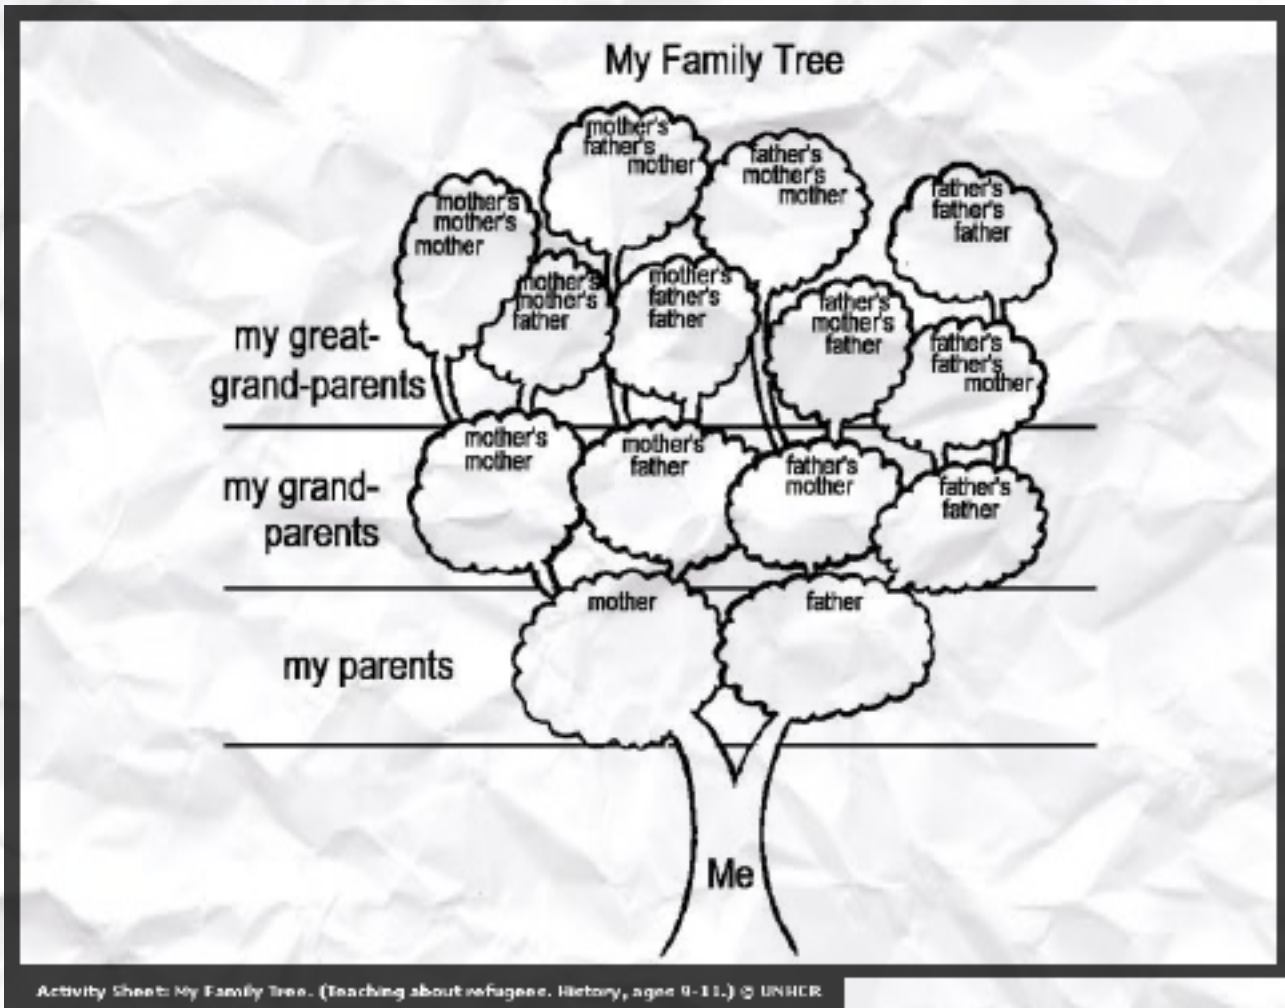 My Family Tree
mother's
father's
mother
father's
mother's
mother
father's
father's
father
mother's
mother's
mother
mother's
mother's
father
mother's
father's
father
father's
mother's
father
father's
father's
mother
my great-
grand-parents
mother's
mother
mother's
father
father's
mother
father's
father
my grand-
parents
mother
father
my parents
Me
Activity Sheet: My Family Tree. (Teaching about refugees. History, ages 9-11.) © UNHCR